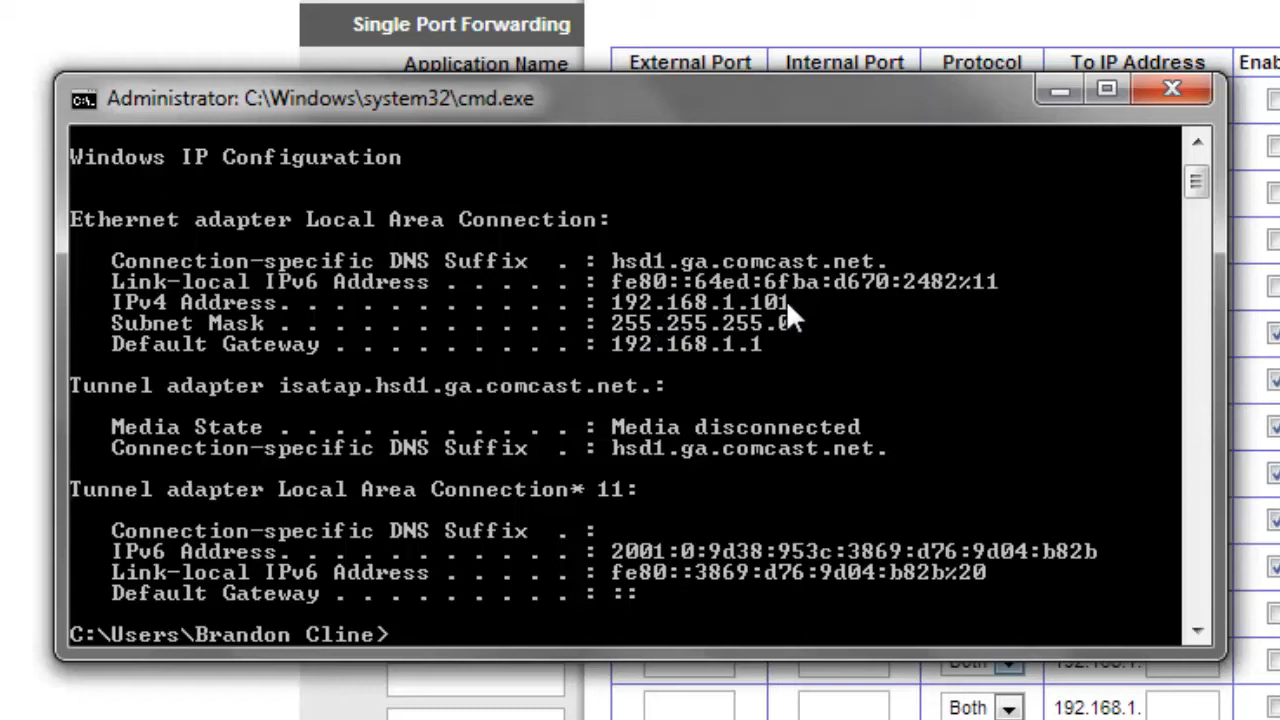 Single Port Forwarding
Application Name
External Port Internal Port Protocol To IP Address
Administrator: C:\Windows\system32\cmd.exe
Windows IP Configuration
Ethernet adapter Local Area Connection:
Connection-specific DNS Suffix . : hsd1.ga.comcast.net.
Link-local IPv6 Address . . . . . : fe80::64ed:6fba:d670:2482%11
IPv4 Address. . . . . . . . . . . : 192.168.1.101
Subnet Mask . . . . . . . . . . . : 255.255.255.0
Default Gateway . . . . . . . . . : 192.168.1.1
Tunnel adapter isatap.hsd1.ga.comcast.net.:
Media State . . . . . . . . . . . : Media disconnected
Connection-specific DNS Suffix . : hsd1.ga.comcast.net.
Tunnel adapter Local Area Connection* 11:
Connection-specific DNS Suffix . :
IPv6 Address. . . . . . . . . . . : 2001:0:9d38:953c:3869:d76:9d04:b82b
Link-local IPv6 Address . . . . . : fe80::3869:d76:9d04:b82b%20
Default Gateway . . . . . . . . . : ::
C:\Users\Brandon Cline>
Both 192.168.1.
Both 192.168.1.